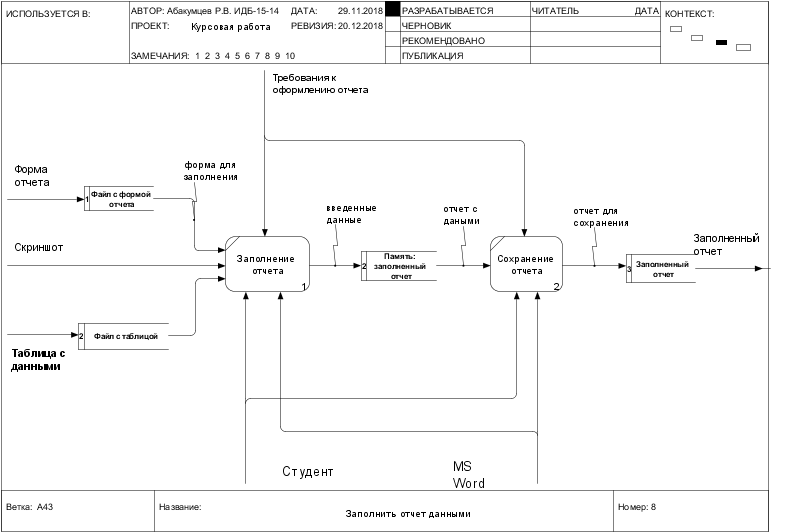 ИСПОЛЬЗУЕТСЯ В:
АВТОР: Абакумцев Р.В. ИДБ-15-14
ДАТА: 29.11.2018
ПРОЕКТ: Курсовая работа
РЕВИЗИЯ: 20.12.2018
ЗАМЕЧАНИЯ: 1 2 3 4 5 6 7 8 9 10
РАЗРАБАТЫВАЕТСЯ
ЧЕРНОВИК
РЕКОМЕНДОВАНО
ПУБЛИКАЦИЯ
ЧИТАТЕЛЬ
ДАТА
КОНТЕКСТ:
Требования к
оформлению отчета
Форма
отчета
1
Файл с формой
отчета
форма для
заполнения
Скриншот
Заполнение
отчета
1
введенные
данные
2
Память:
заполненный
отчет
отчет с
даными
Сохранение
отчета
2
отчет для
сохранения
3
Заполненный
отчет
Заполненный
отчет
2
Файл с таблицой
Таблица с
данными
Студент
MS
Word
Ветка: A43
Название:
Заполнить отчет данными
Номер: 8